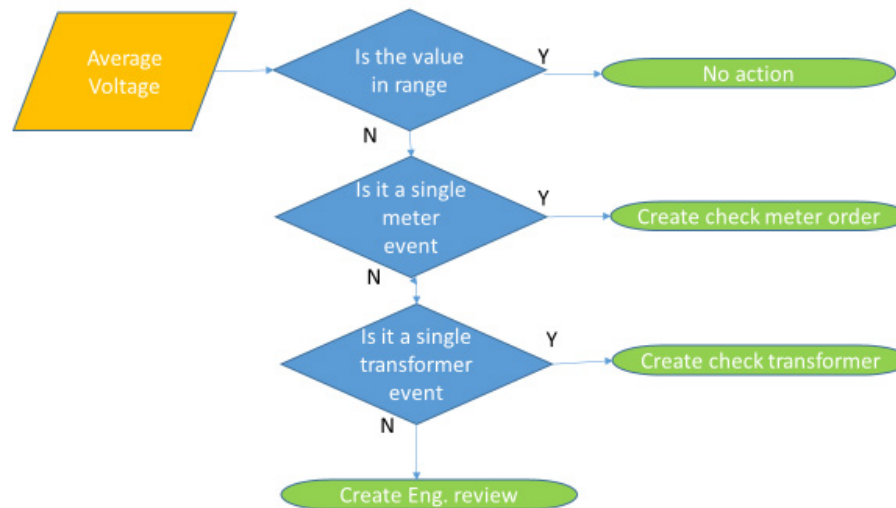 Average
Voltage
Is the value
in range
Y
No action
N
Is it a single
meter
event
Y
Create check meter order
N
Is it a single
transformer
event
Y
Create check transformer
N
Create Eng. review